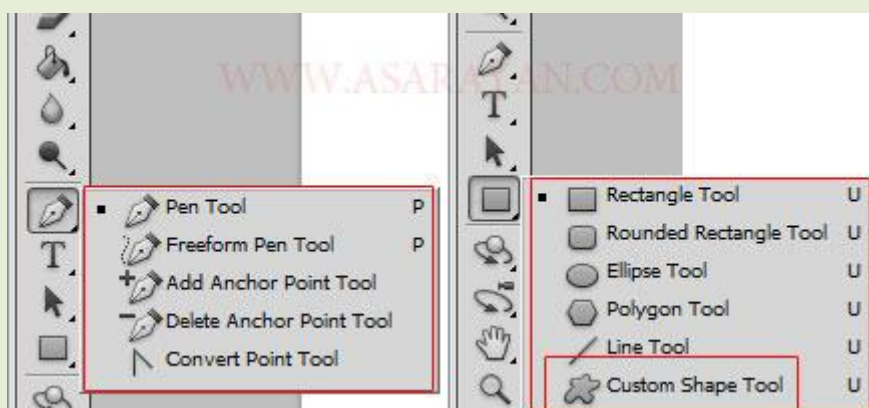 WWW.ASARAYAN.COM
Pen Tool P
Freeform Pen Tool P
Add Anchor Point Tool
Delete Anchor Point Tool
Convert Point Tool
T
T
Rectangle Tool U
Rounded Rectangle Tool U
Ellipse Tool U
Polygon Tool U
Line Tool U
Custom Shape Tool U